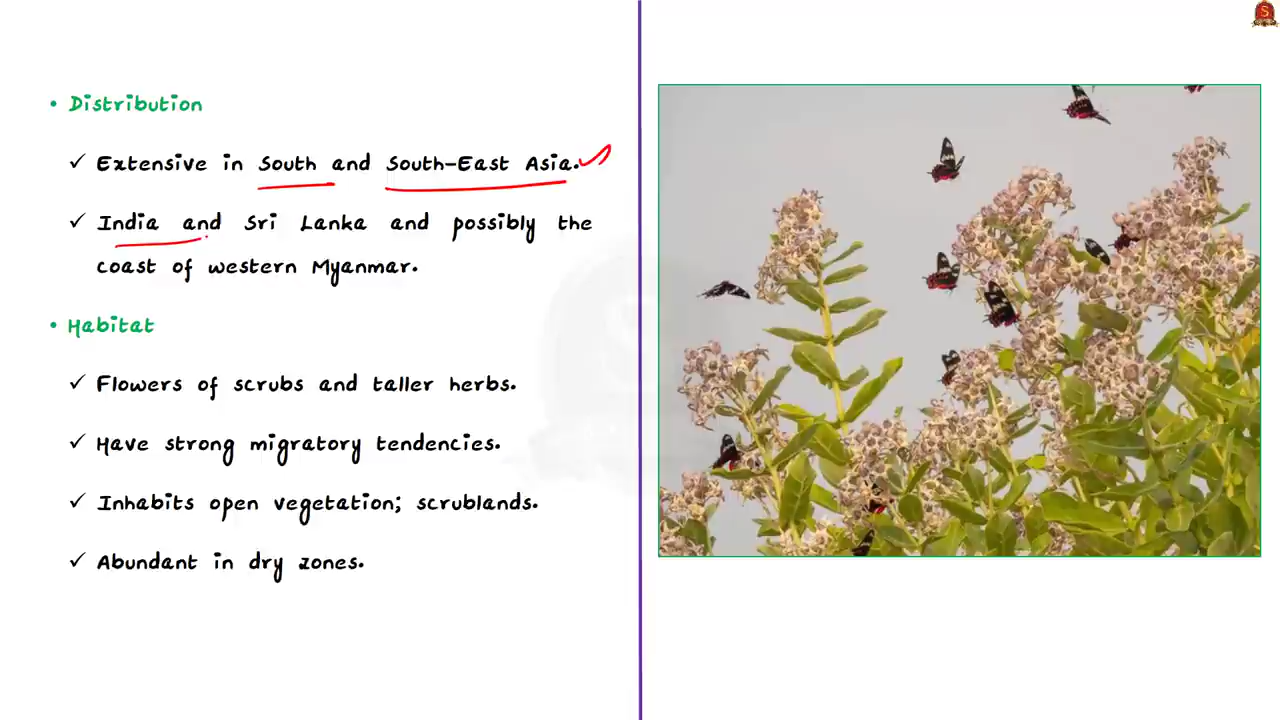 • Distribution
✓ Extensive in South and South-East Asia.
✓ India and Sri Lanka and possibly the
coast of western Myanmar.
• Habitat
✓ Flowers of scrubs and taller herbs.
✓ Have strong migratory tendencies.
✓ Inhabits open vegetation; scrublands.
✓ Abundant in dry zones.
S